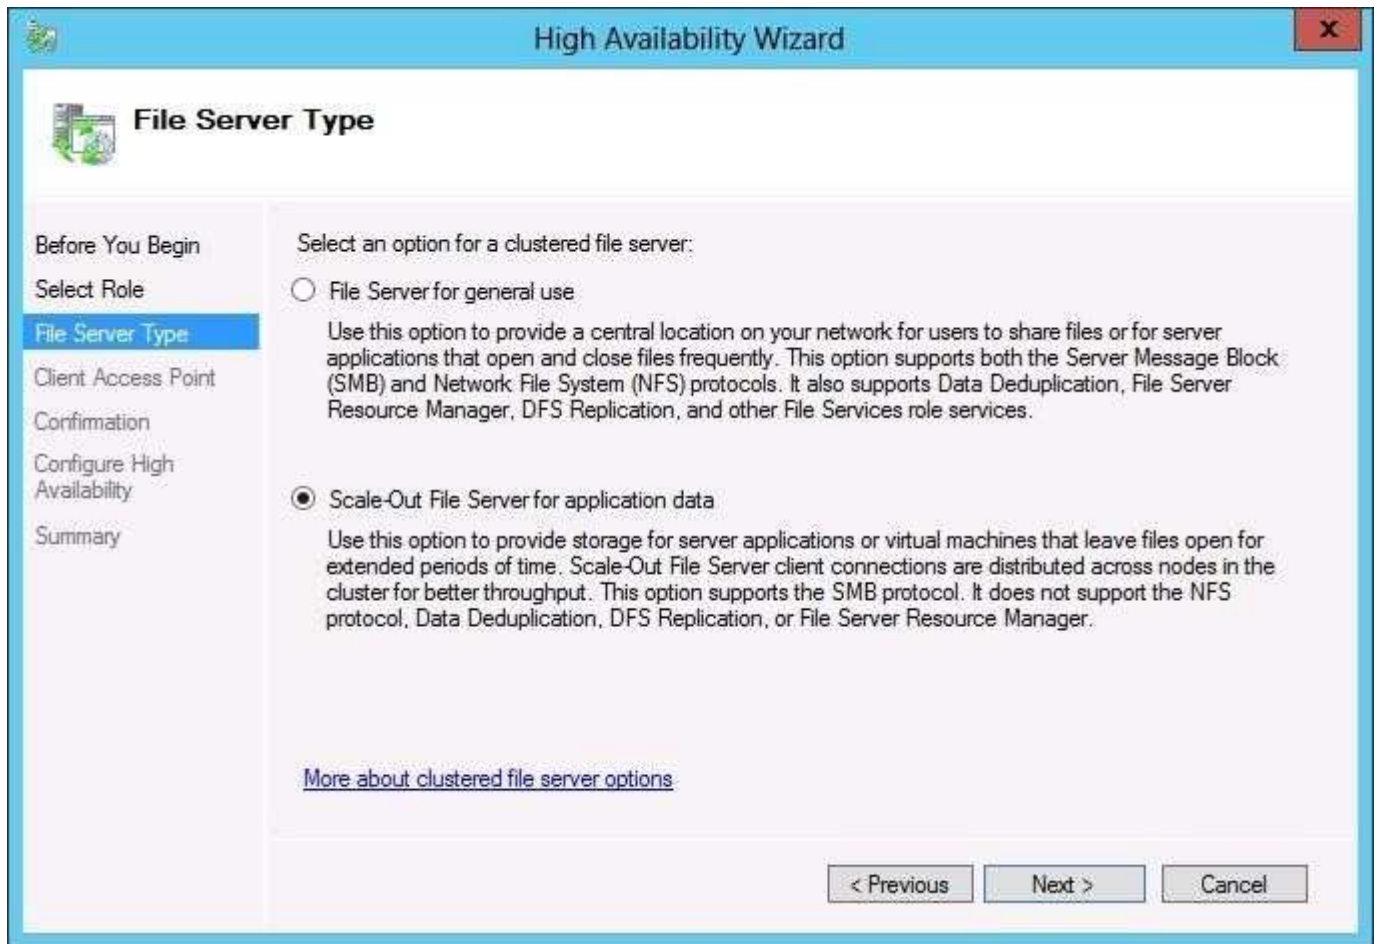 High Availability Wizard
x
File Server Type
Before You Begin
Select Role
File Server Type
Client Access Point
Confirmation
Configure High
Availability
Summary
Select an option for a clustered file server:
File Server for general use
Use this option to provide a central location on your network for users to share files or for server
applications that open and close files frequently. This option supports both the Server Message Block
(SMB) and Network File System (NFS) protocols. It also supports Data Deduplication, File Server
Resource Manager, DFS Replication, and other File Services role services.
Scale-Out File Server for application data
Use this option to provide storage for server applications or virtual machines that leave files open for
extended periods of time. Scale-Out File Server client connections are distributed across nodes in the
cluster for better throughput. This option supports the SMB protocol. It does not support the NFS
protocol, Data Deduplication, DFS Replication, or File Server Resource Manager.
More about clustered file server options
< Previous
Next >
Cancel